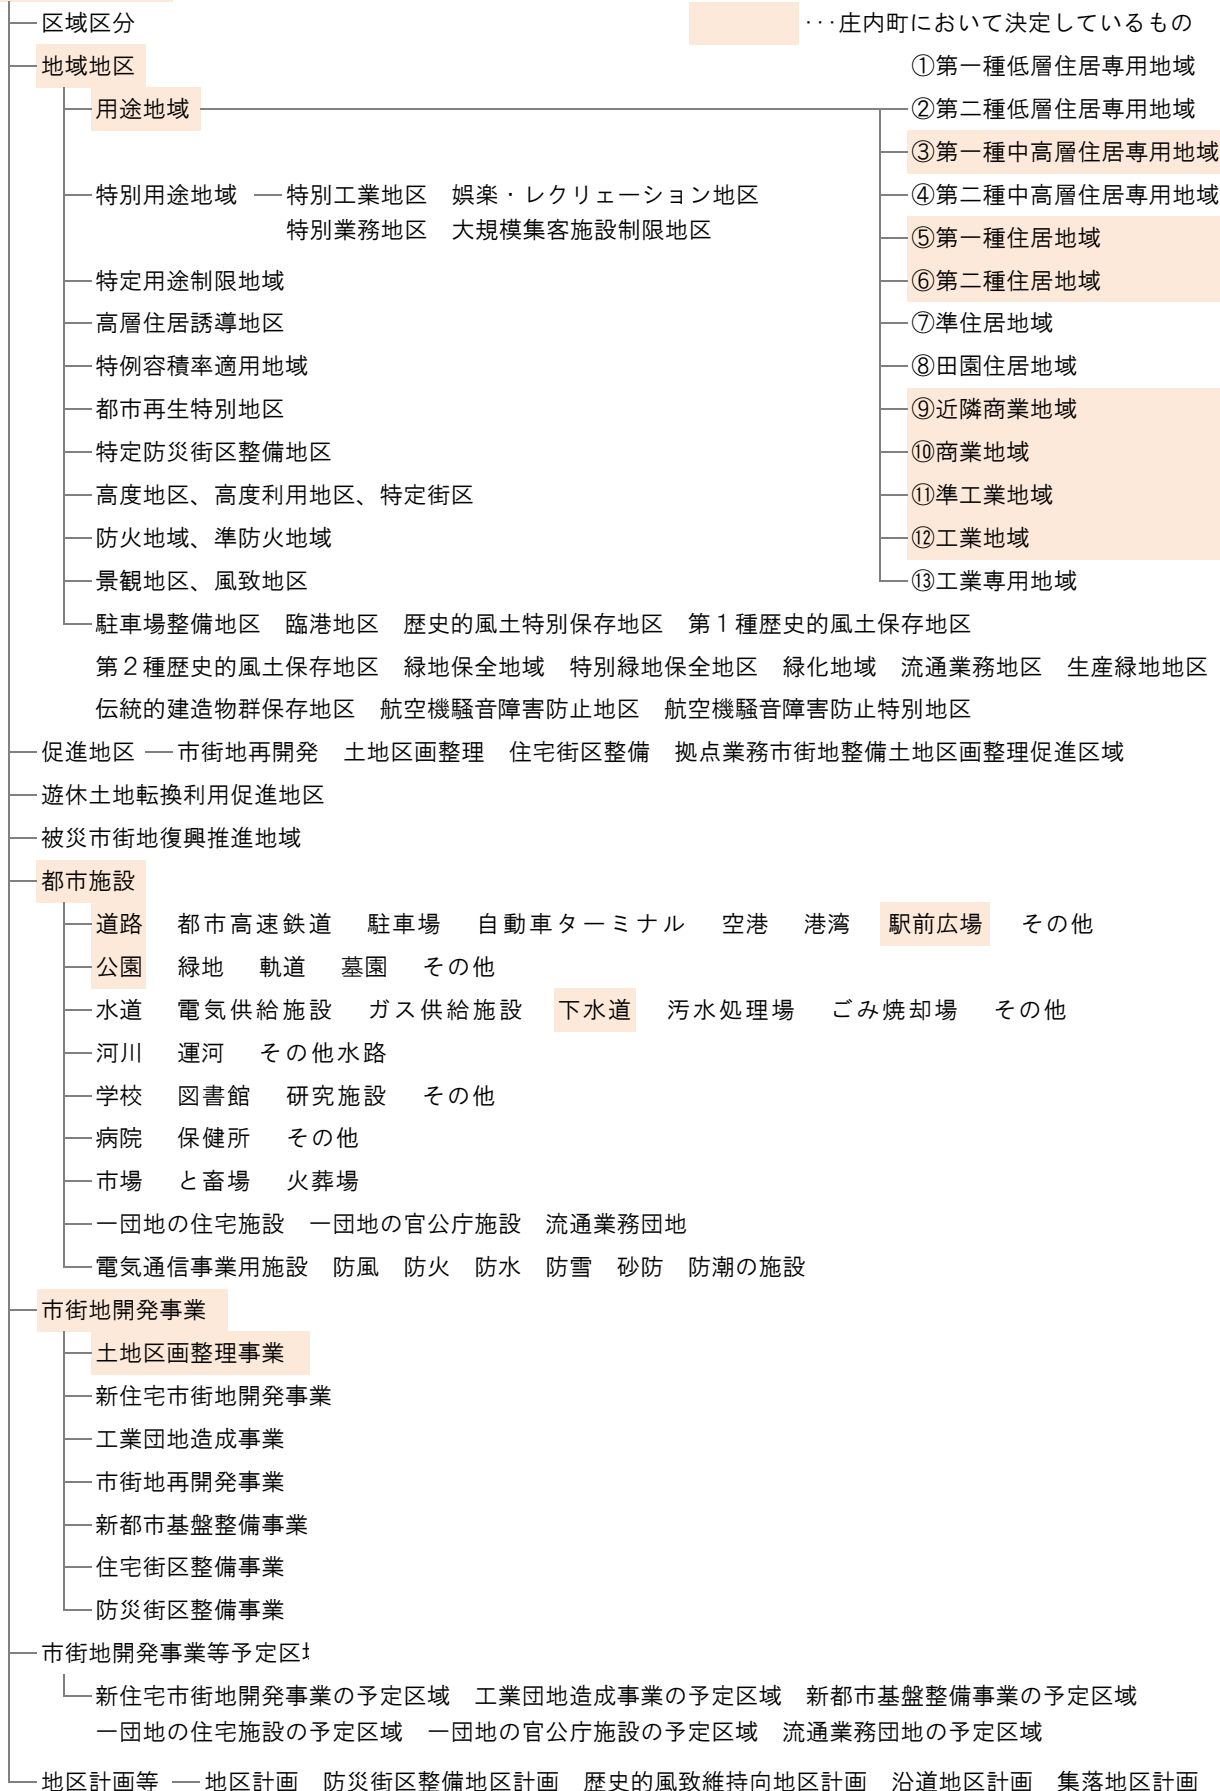 区域区分　･･･庄内町において決定しているもの
地域地区　①第一種低層住居専用地域
用途地域　②第二種低層住居専用地域
③第一種中高層住居専用地域
特別用途地域　特別工業地区　娯楽・レクリェーション地区　④第二種中高層住居専用地域
特別業務地区　大規模集客施設制限地区　⑤第一種住居地域
特定用途制限地域　⑥第二種住居地域
高層住居誘導地区　⑦準住居地域
特例容積率適用地域　⑧田園住居地域
都市再生特別地区　⑨近隣商業地域
特定防災街区整備地区　⑩商業地域
高度地区、高度利用地区、特定街区　⑪準工業地域
防火地域、準防火地域　⑫工業地域
景観地区、風致地区　⑬工業専用地域
駐車場整備地区　臨港地区　歴史的風土特別保存地区　第１種歴史的風土保存地区
第２種歴史的風土保存地区　緑地保全地域　特別緑地保全地区　緑化地域　流通業務地区　生産緑地地区
伝統的建造物群保存地区　航空機騒音障害防止地区　航空機騒音障害防止特別地区
促進地区　市街地再開発　土地区画整理　住宅街区整備　拠点業務市街地整備土地区画整理促進区域
遊休土地転換利用促進地区
被災市街地復興推進地域
都市施設
道路　都市高速鉄道　駐車場　自動車ターミナル　空港　港湾　駅前広場　その他
公園　緑地　軌道　墓園　その他
水道　電気供給施設　ガス供給施設　下水道　汚水処理場　ごみ焼却場　その他
河川　運河　その他水路
学校　図書館　研究施設　その他
病院　保健所　その他
市場　と畜場　火葬場
一団地の住宅施設　一団地の官公庁施設　流通業務団地
電気通信事業用施設　防風　防火　防水　防雪　砂防　防潮の施設
市街地開発事業
土地区画整理事業
新住宅市街地開発事業
工業団地造成事業
市街地再開発事業
新都市基盤整備事業
住宅街区整備事業
防災街区整備事業
市街地開発事業等予定区
新住宅市街地開発事業の予定区域　工業団地造成事業の予定区域　新都市基盤整備事業の予定区域
一団地の住宅施設の予定区域　一団地の官公庁施設の予定区域　流通業務団地の予定区域
地区計画等　地区計画　防災街区整備地区計画　歴史的風致維持向地区計画　沿道地区計画　集落地区計画